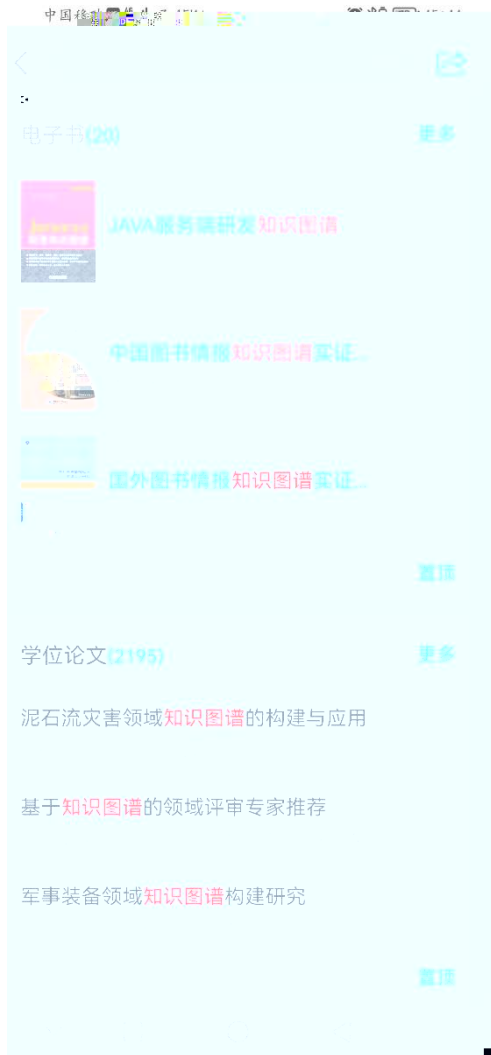 中国移动
电子书(20)
更多
JAVA服务端研发知识图谱
中国图书情报知识图谱实证...
国外图书情报知识图谱实证...
置顶
学位论文(2195)
更多
泥石流灾害领域知识图谱的构建与应用
基于知识图谱的领域评审专家推荐
军事装备领域知识图谱构建研究
置顶